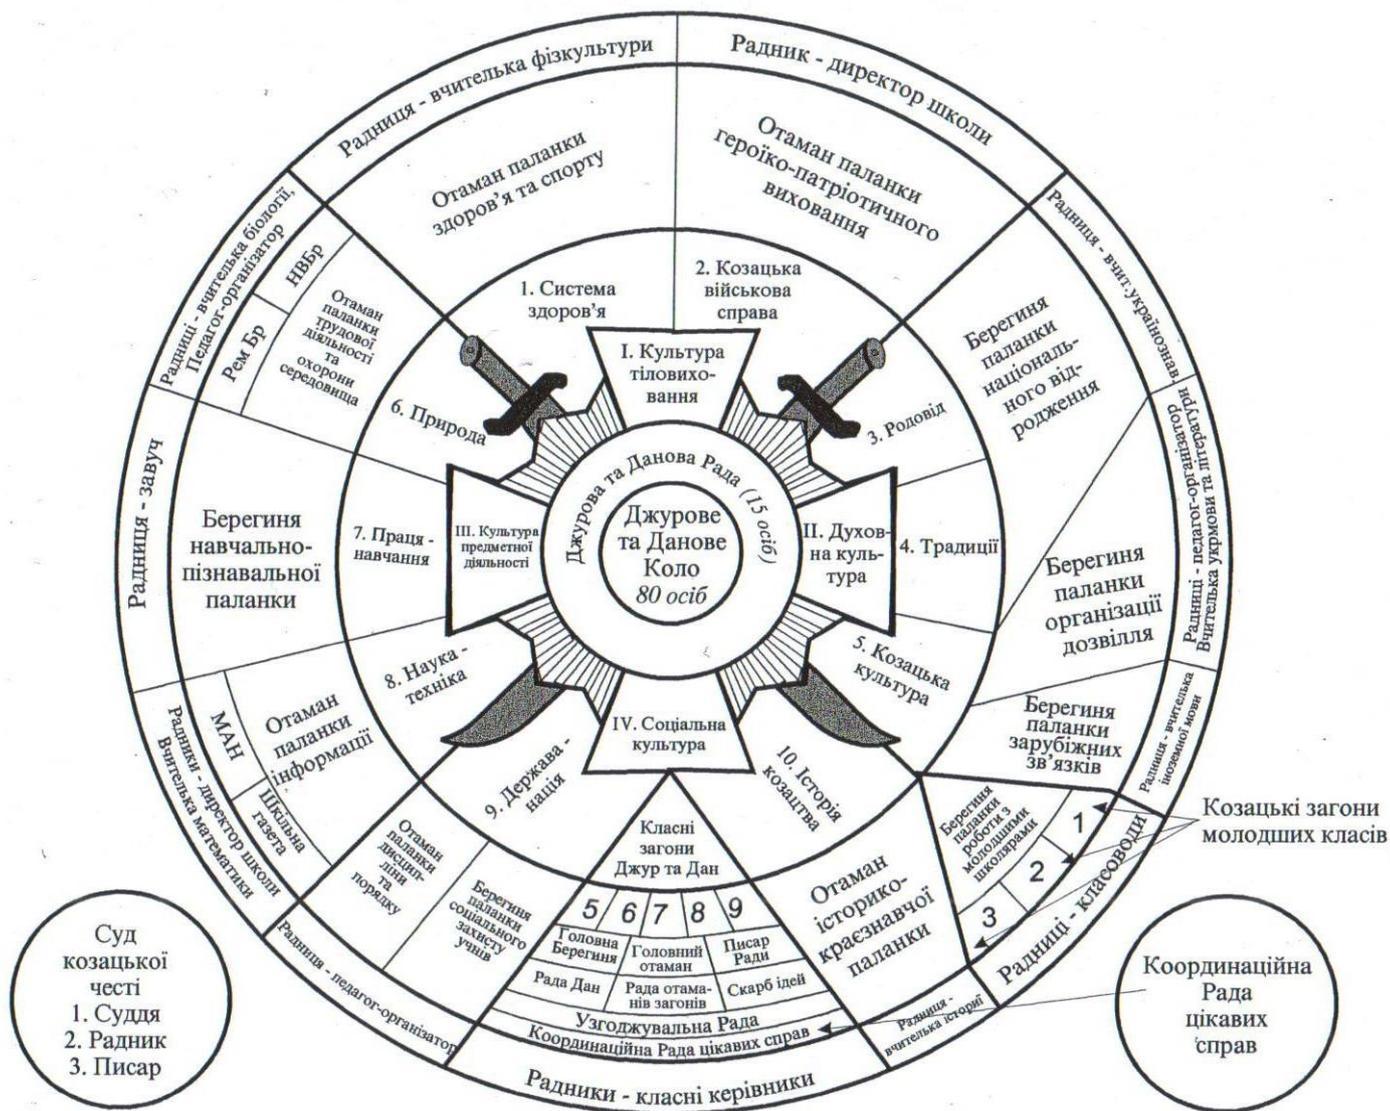 Радниця - вчителька фізкультури
Радник - директор школи
Отаман паланки
здоров'я та спорту
Отаман паланки
героїко-патріотичного
виховання
Радниці - вчителька біології,
Педагог-організатор
НВБр
Рем Бр
Отаман
паланки
трудової
діяльності
та
охорони
середовища
1. Система
здоров'я
2. Козацька
військова
справа
Радниця - вчит.українознав-
Берегиня
паланки
національ-
ного від-
родження
I. Культура
тіловихо-
вання
6. Природа
3. Родовід
Радниця - завуч
Берегиня
навчально-
пізнавальної
паланки
7. Праця -
навчання
III. Культура
предметної
діяльності
Джурова та Данова Рада (15 осіб)
Джурове
та Данове
Коло
80 осіб
II. Духов-
на куль-
тура
4. Традиції
Берегиня
паланки
організації
дозвілля
Радниці - педагог-організатор
Вчителька укрмови та літератури
8. Наука -
техніка
5. Козацька
культура
IV. Соціальна
культура
9. Держава -
нація
10. Історія
козацтва
Радники - директор школи
Вчителька математики
МАН
Шкільна
газета
Отаман
паланки
інформації
Берегиня
паланки
зарубіжних
зв'язків
Радниця - вчителька
іноземної мови
Отаман
паланки
дисцип-
ліни
та
порядку
Берегиня
паланки
соціального
захисту
учнів
Радниця - педагог-організатор
Класні
загони
Джур та Дан
5 6 7 8 9
Головна
Берегиня
Головний
отаман
Писар
Ради
Рада Дан
Рада отама-
нів загонів
Скарб ідей
Узгоджувальна Рада
Координаційна Рада цікавих справ
Радники - класні керівники
Отаман
історико-
краєзнавчої
паланки
Радниця -
вчителька історії
Берегиня
паланки
роботи з
молодшими
школярами
1
2
3
Радниці - класоводи
Козацькі загони
молодших класів
Суд
козацької
честі
1. Суддя
2. Радник
3. Писар
Координаційна
Рада
цікавих
справ